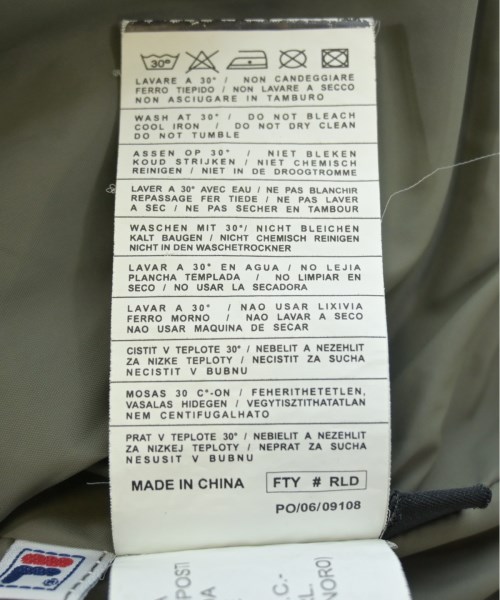 30°
LAVARE A 30° / NON CANDEGGIARE
FERRO TIEPIDO / NON LAVARE A SECCO
NON ASCIUGARE IN TAMBURO
WASH AT 30° / DO NOT BLEACH
COOL IRON / DO NOT DRY CLEAN
DO NOT TUMBLE
ASSEN OP 30° / NIET BLEKEN
KOUD STRIJKEN / NIET CHEMISCH
REINIGEN / NIET IN DE DROOGTROMME
LAVER A 30° AVEC EAU / NE PAS BLANCHIR
REPASSAGE FER TIEDE / NE PAS LAVER
A SEC / NE PAS SECHER EN TAMBOUR
WASCHEN MIT 30°/ NICHT BLEICHEN
KALT BAUGEN / NICHT CHEMISCH REINIGEN
NICHT IN DEN WASCHETROCKNER
LAVAR A 30° EN AGUA / NO LEJIA
PLANCHA TEMPLADA / NO LIMPIAR EN
SECO / NO USAR LA SECADORA
LAVAR A 30° / NAO USAR LIXIVIA
FERRO MORNO / NAO LAVAR A SECO
NAO USAR MAQUINA DE SECAR
CISTIT V TEPLOTE 30° / NEBELIT A NEZEHLIT
ZA NIZKE TEPLOTY / NECISTIT ZA SUCHA
NECISTIT V BUBNU
MOSAS 30 C°-ON / FEHERITHETETLEN,
VASALAS HIDEGEN / VEGYTISZTITHATATLAN
NEM CENTIFUGALHATO
PRAT V TEPLOTE 30° / NEBIELIT A NEZEHLIT
ZA NIZKEJ TEPLOTY / NEPRAT ZA SUCHA
NESUSIT V BUBNU
MADE IN CHINA FTY # RLD
PO/06/09108
FILA